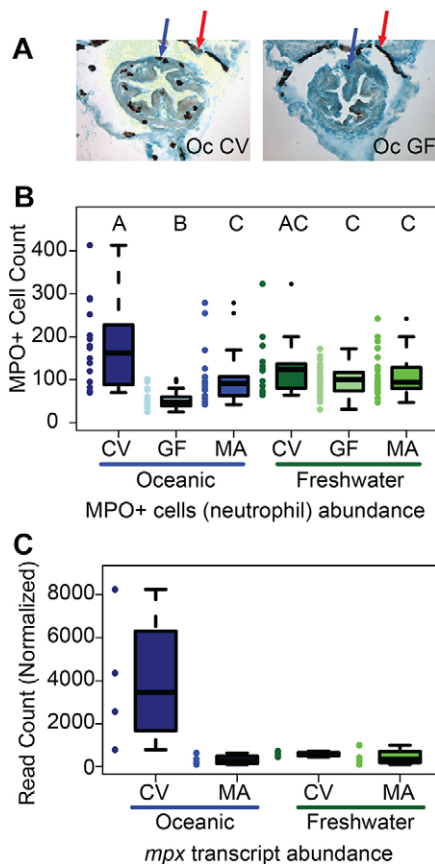 A
Oc CV
Oc GF
B
MPO+ Cell Count
400
300
200
100
0
A B C AC C C
CV GF MA CV GF MA
Oceanic Freshwater
MPO+ cells (neutrophil) abundance
C
Read Count (Normalized)
8000
6000
4000
2000
0
CV MA CV MA
Oceanic Freshwater
mpx transcript abundance